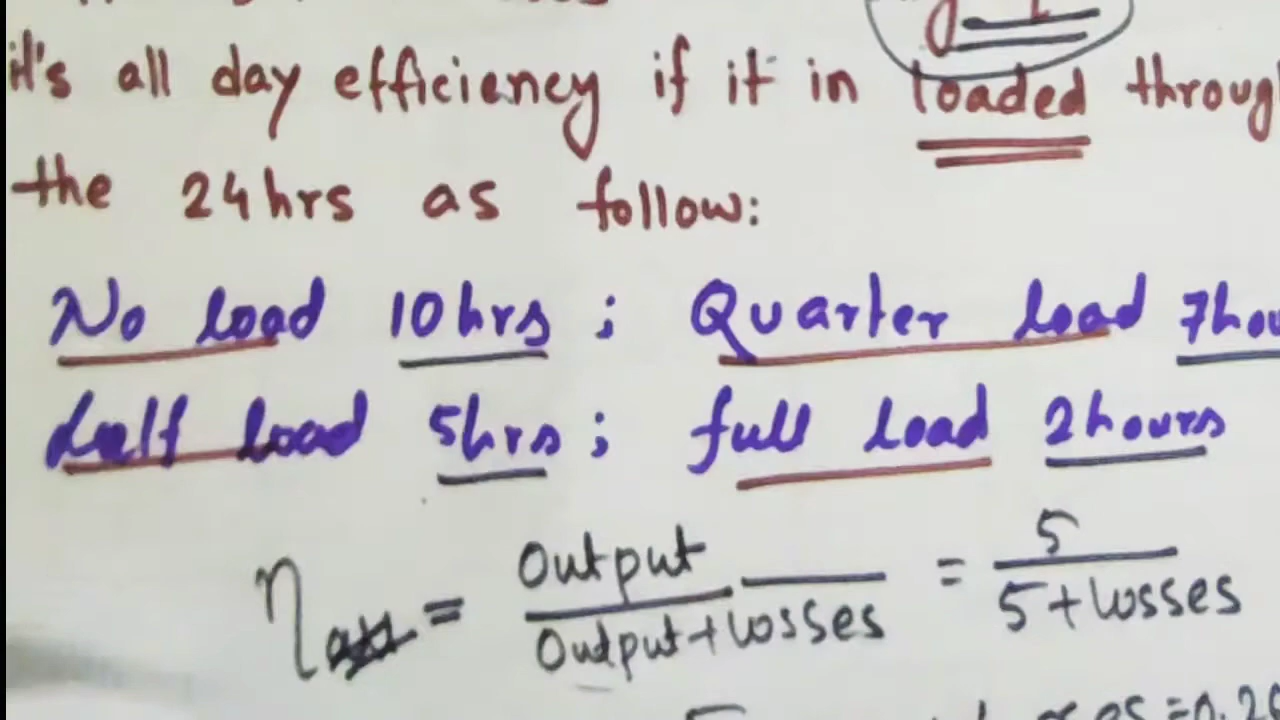 it's all day efficiency if it in loaded throug
the 24hrs as follow:
No load 10hrs ; Quarter load 7hou
Half load 5hrs ; full load 2hours
η = Output / Output + Losses = 5 / 5 + Losses